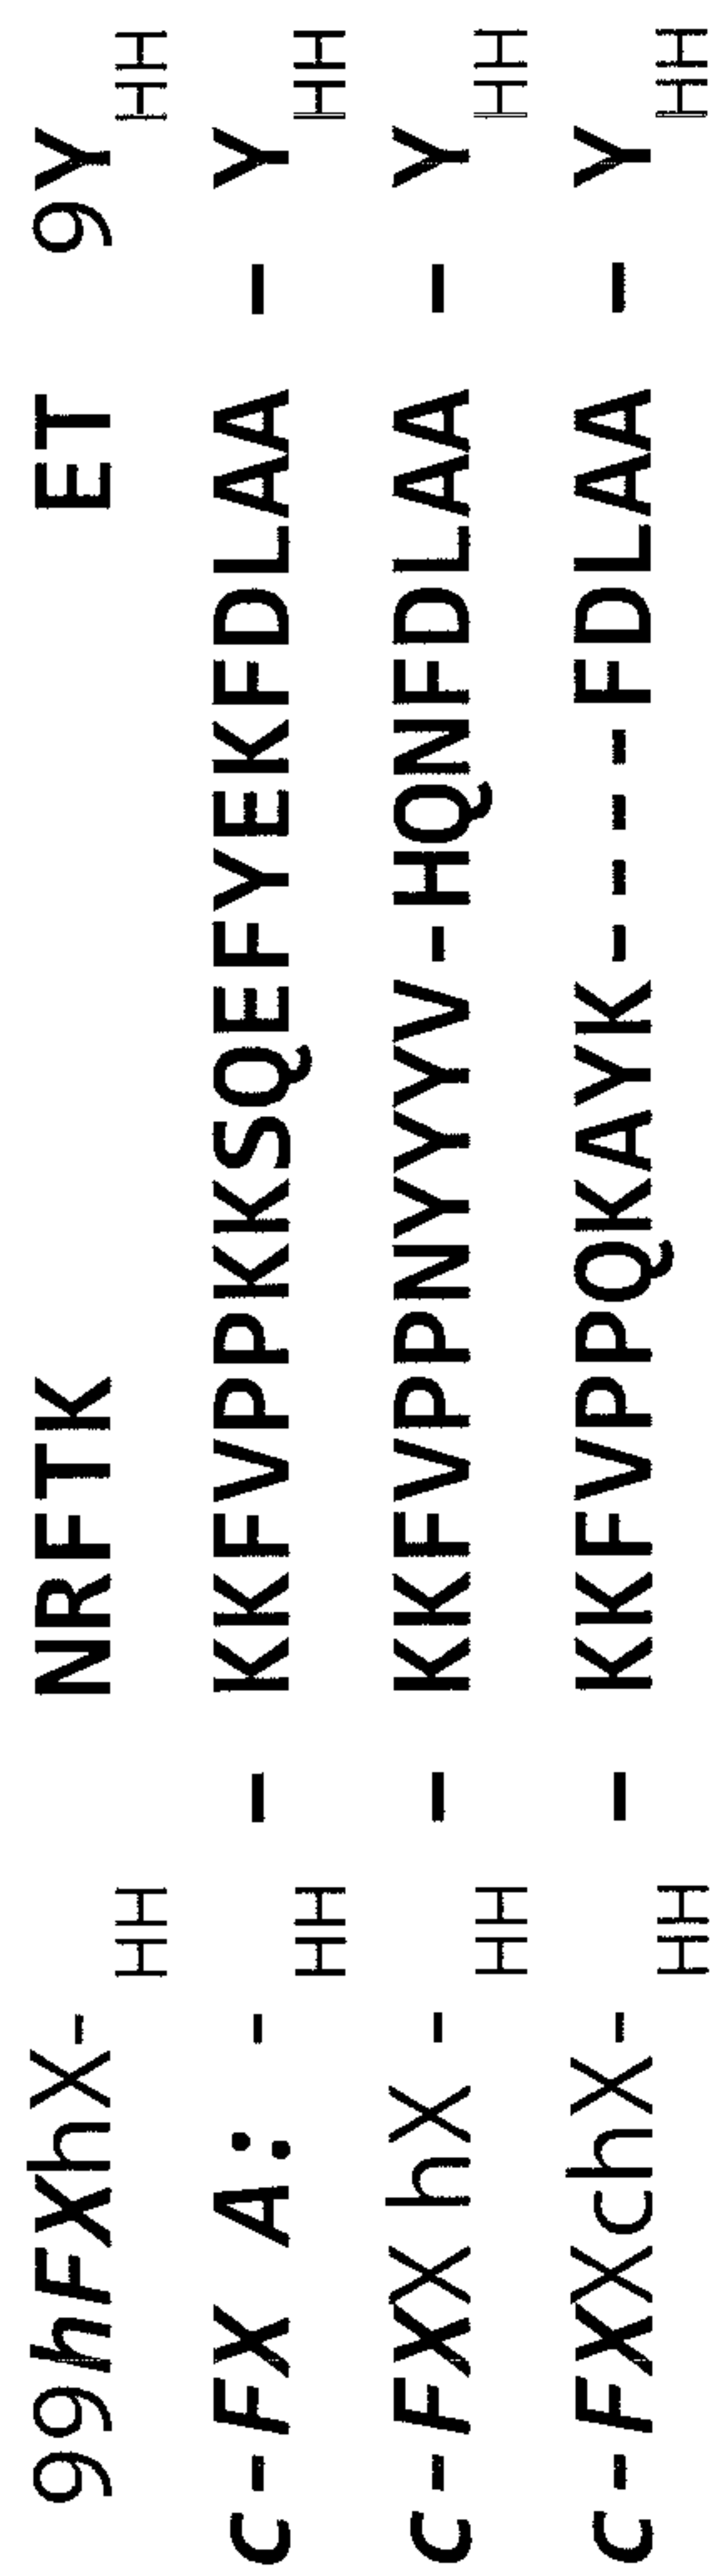 99hFXhX-HH NRFTK ET 9YHH
c-FX A: -HH - KKFVPPKKSQEFYEKFDLAA - YHH
c-FXX hX -HH - KKFVPPNYYYV-HQNFDLAA - YHH
c-FXXchX-HH - KKFVPPQKAYK----FDLAA - YHH